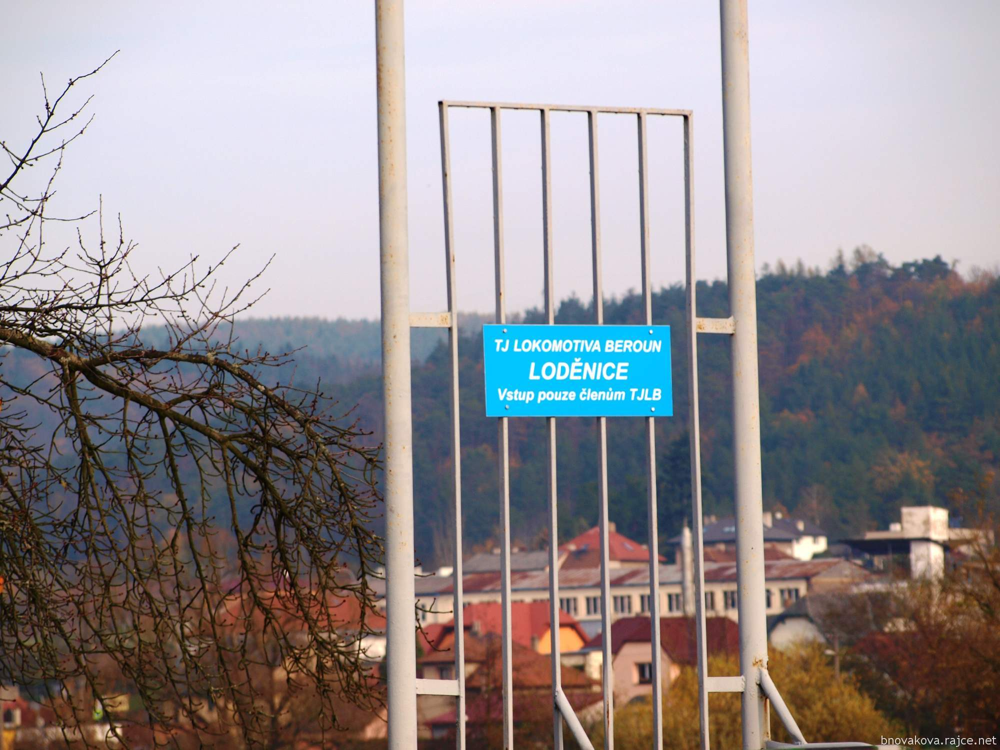 TJ LOKOMOTIVA BEROUN
LODĚNICE
Vstup pouze členům TJLB
bnovakova.rajce.net